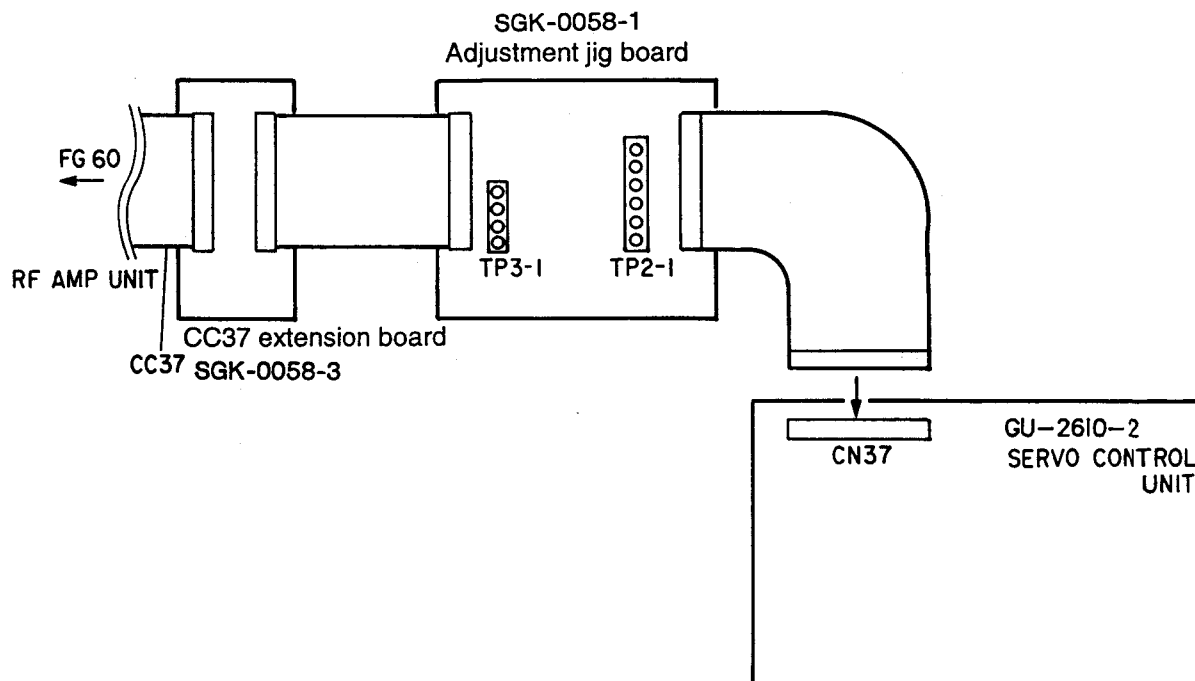 SGK-0058-1
Adjustment jig board
FG 60
TP3-1
TP2-1
RF AMP UNIT
CC37 extension board
CC37
SGK-0058-3
CN37
GU-2610-2
SERVO CONTROL
UNIT